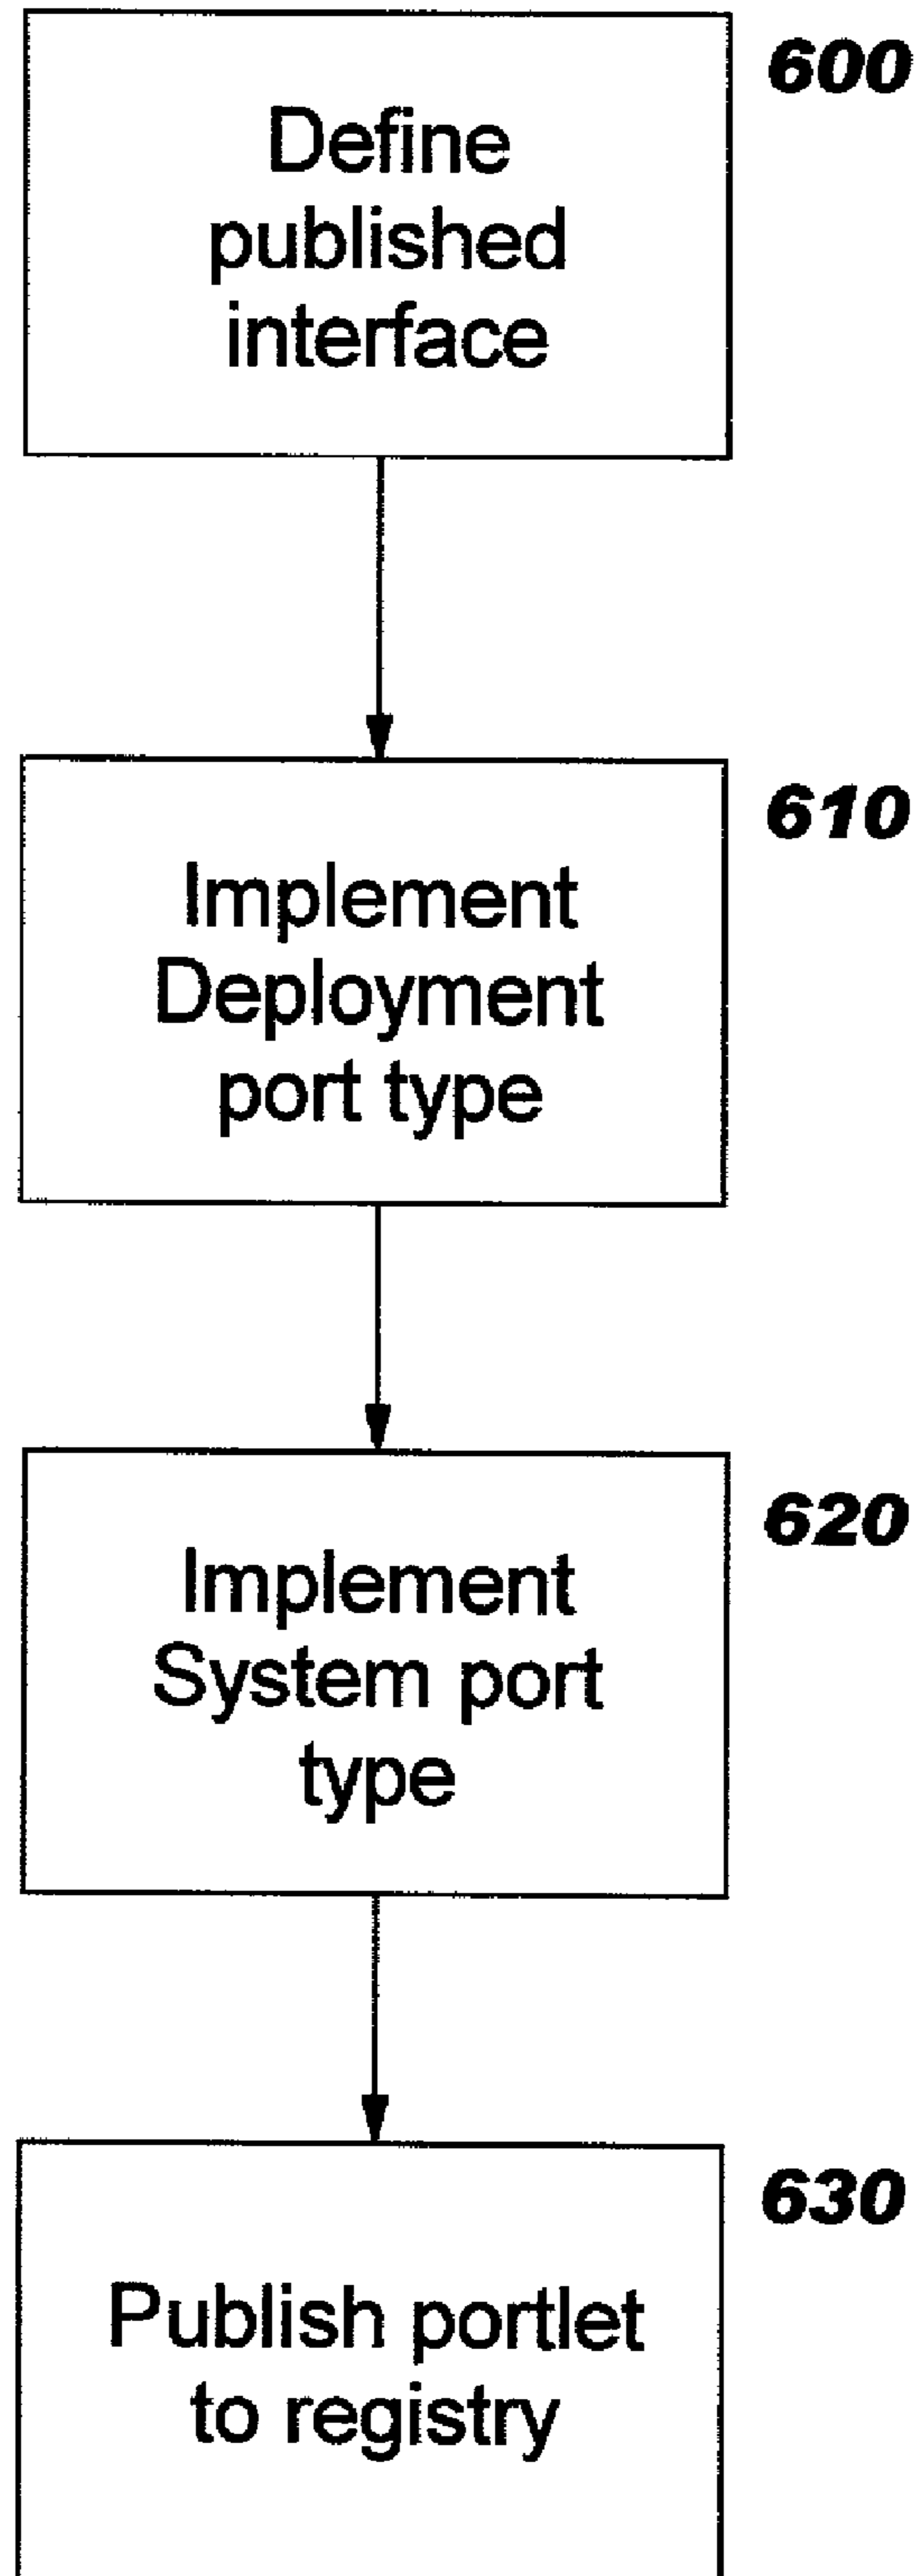 600
Define
published
interface
610
Implement
Deployment
port type
620
Implement
System port
type
630
Publish portlet
to registry